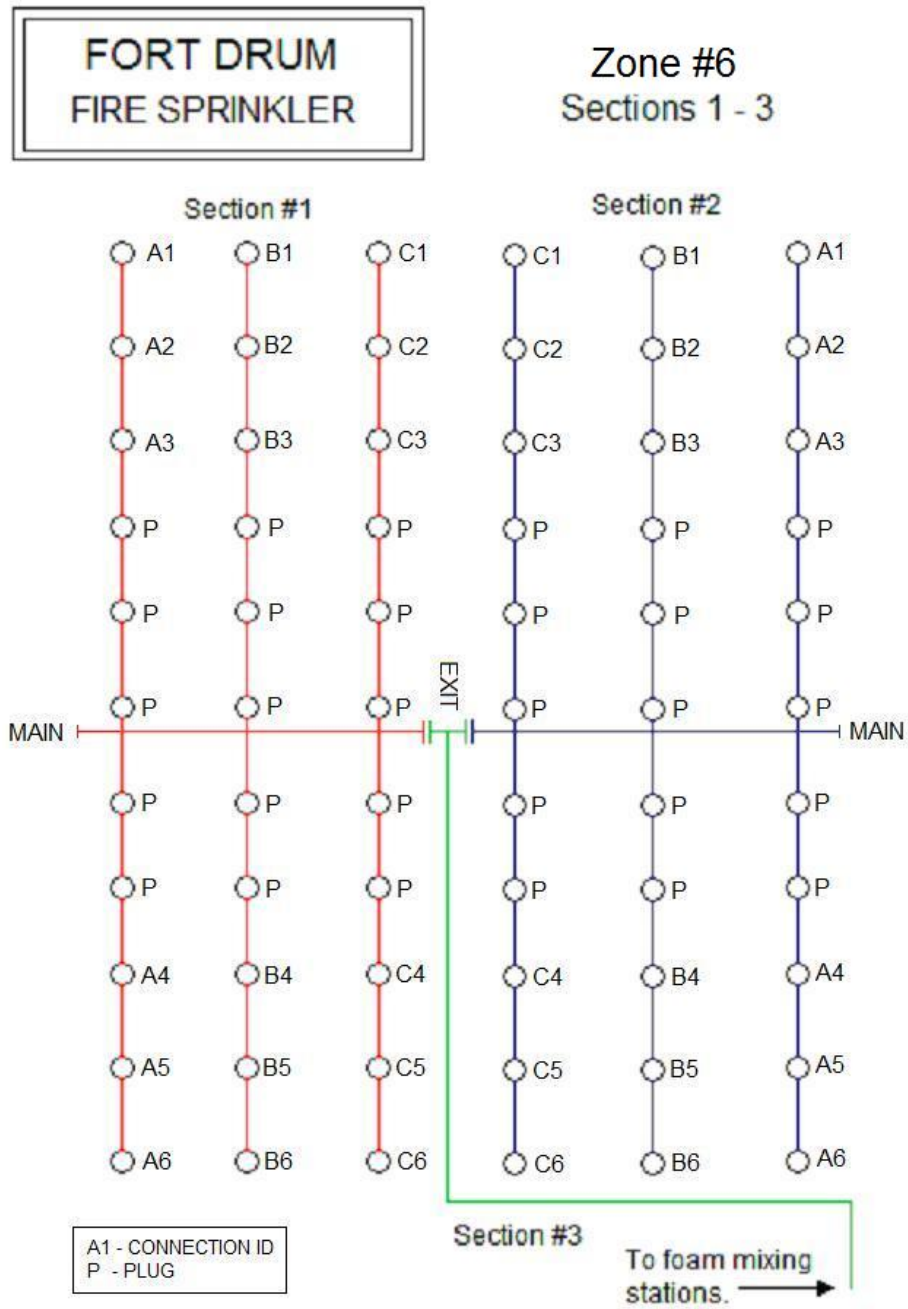 FORT DRUM
FIRE SPRINKLER
Zone #6
Sections 1 - 3
Section #1
Section #2
A1 B1 C1 C1 B1 A1
A2 B2 C2 C2 B2 A2
A3 B3 C3 C3 B3 A3
P P P P P P
P P P P P P
EXIT
P P P P P P
MAIN MAIN
P P P P P P
P P P P P P
A4 B4 C4 C4 B4 A4
A5 B5 C5 C5 B5 A5
A6 B6 C6 C6 B6 A6
A1 - CONNECTION ID
P - PLUG
Section #3
To foam mixing
stations.